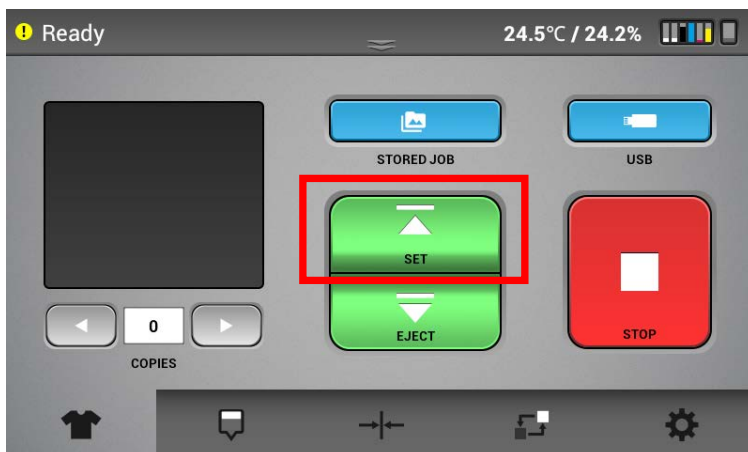 ! Ready
24.5℃ / 24.2%
STORED JOB
USB
SET
EJECT
STOP
0
COPIES